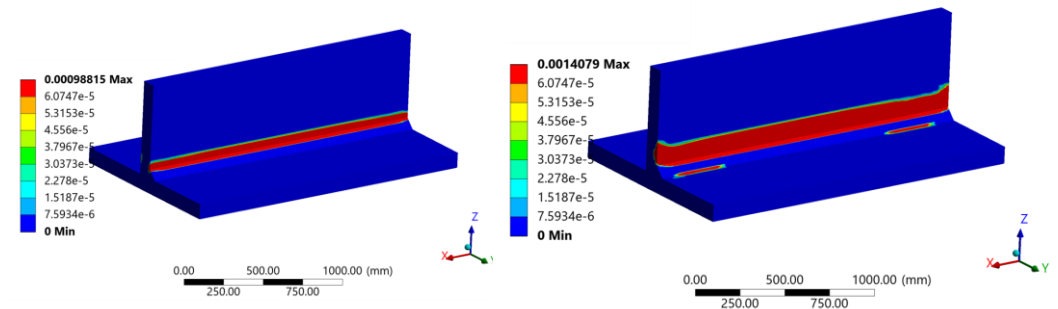 0.00098815 Max
6.0747e-5
5.3153e-5
4.556e-5
3.7967e-5
3.0373e-5
2.278e-5
1.5187e-5
7.5934e-6
0 Min
Z
X
Y
0.00 500.00 1000.00 (mm)
250.00 750.00
0.0014079 Max
6.0747e-5
5.3153e-5
4.556e-5
3.7967e-5
3.0373e-5
2.278e-5
1.5187e-5
7.5934e-6
0 Min
Z
X
Y
0.00 500.00 1000.00 (mm)
250.00 750.00